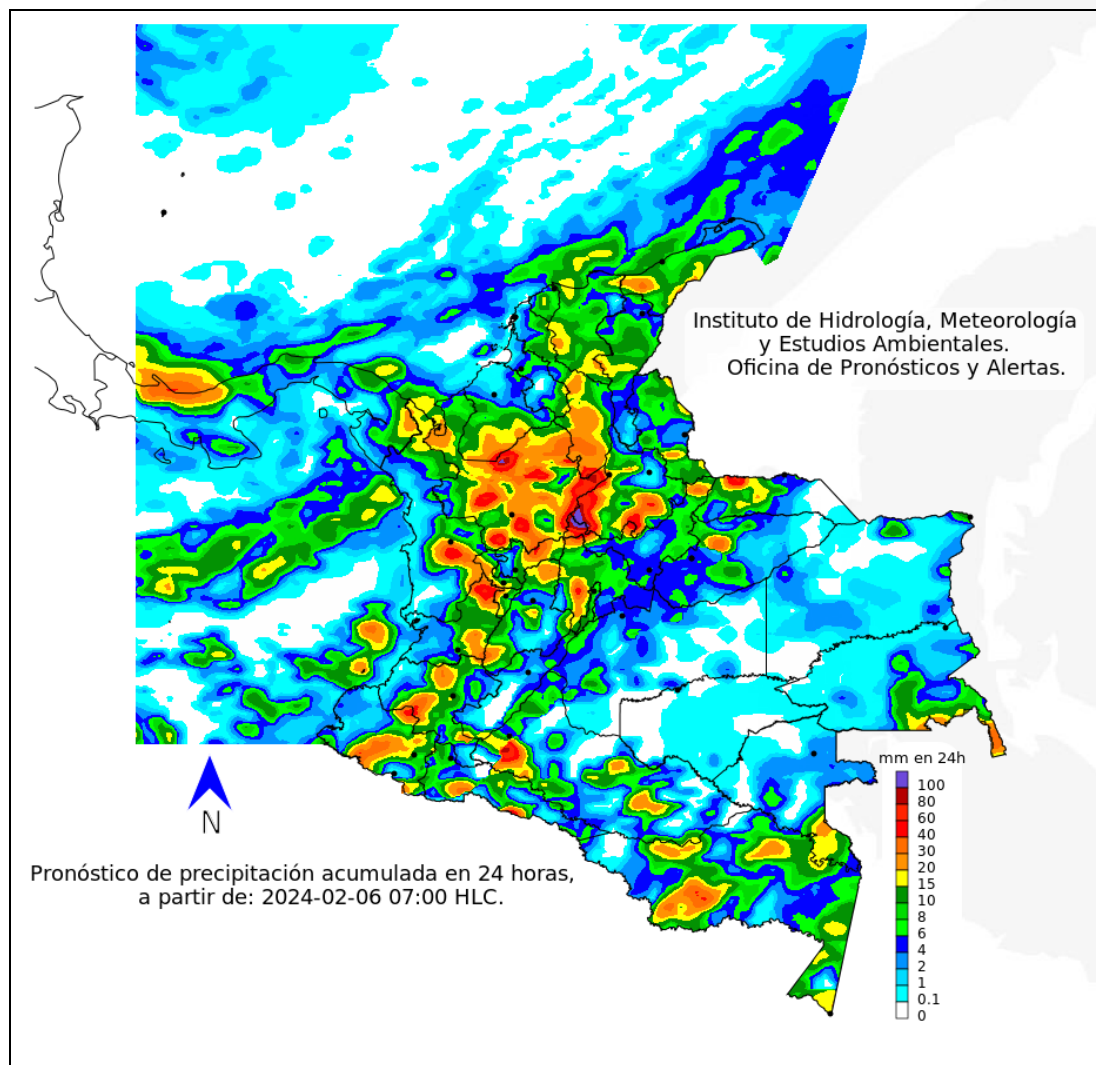 Instituto de Hidrología, Meteorología
y Estudios Ambientales.
Oficina de Pronósticos y Alertas.
mm en 24h
100
80
60
40
30
20
15
10
8
6
4
2
1
0.1
0
N
Pronóstico de precipitación acumulada en 24 horas,
a partir de: 2024-02-06 07:00 HLC.